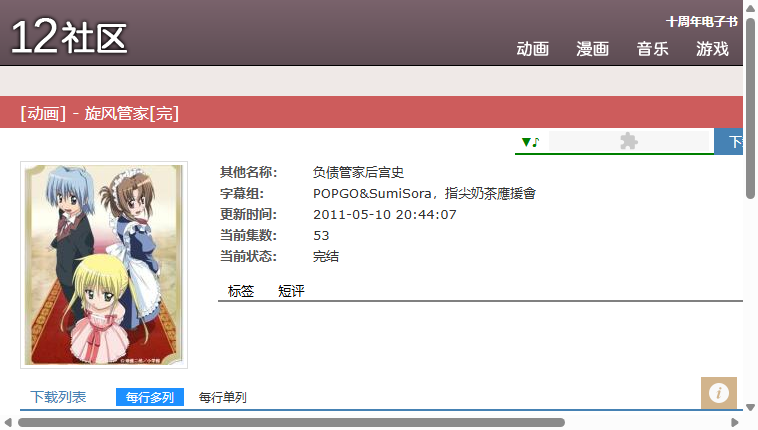 12社区
十周年电子书
动画 漫画 音乐 游戏
[动画] - 旋风管家[完]
▼♪
其他名称: 负债管家后宫史
字幕组: POPGO&SumiSora，指尖奶茶應援會
更新时间: 2011-05-10 20:44:07
当前集数: 53
当前状态: 完结
标签 短评
下载列表 每行多列 每行单列